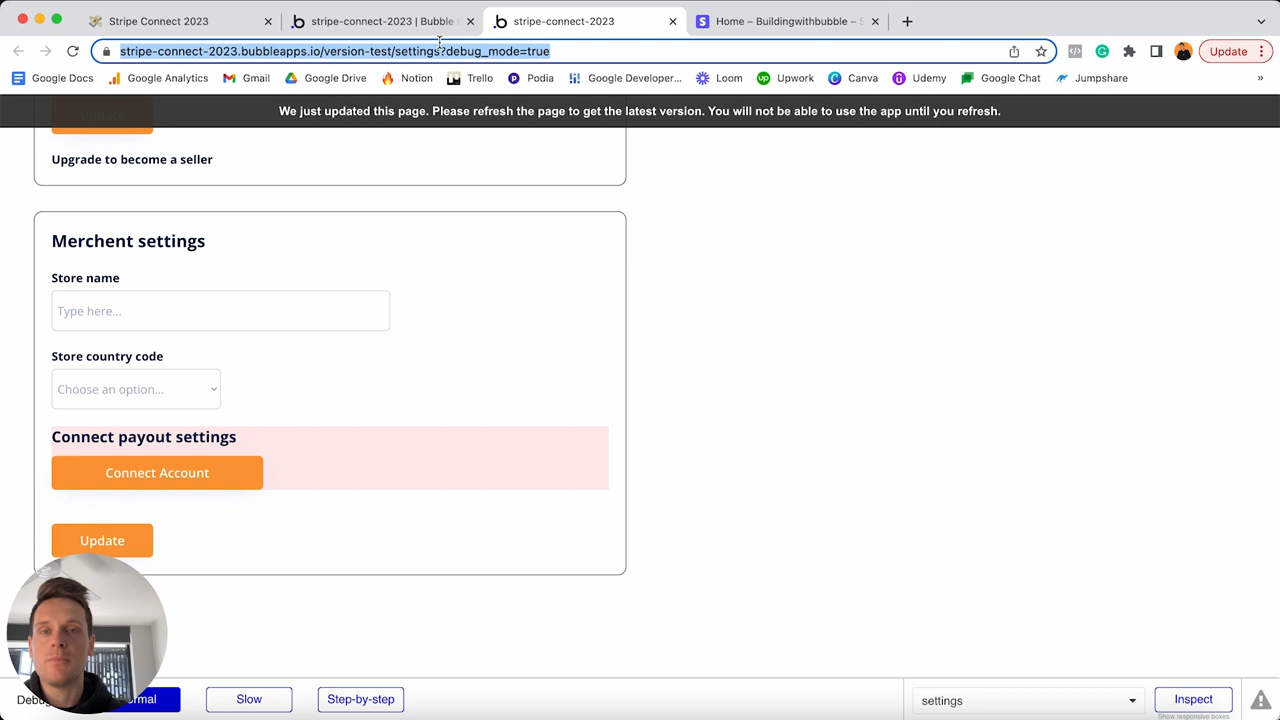 Stripe Connect 2023
stripe-connect-2023 | Bubble
stripe-connect-2023
Home – Buildingwithbubble –
stripe-connect-2023.bubbleapps.io/version-test/settings?debug_mode=true
Update
Google Docs
Google Analytics
Gmail
Google Drive
Notion
Trello
Podia
Google Developer...
Loom
Upwork
Canva
Udemy
Google Chat
Jumpshare
»
We just updated this page. Please refresh the page to get the latest version. You will not be able to use the app until you refresh.
Update
Upgrade to become a seller
Merchent settings
Store name
Type here...
Store country code
Choose an option...
Connect payout settings
Connect Account
Update
Slow
Step-by-step
settings
Inspect
Show responsive boxes